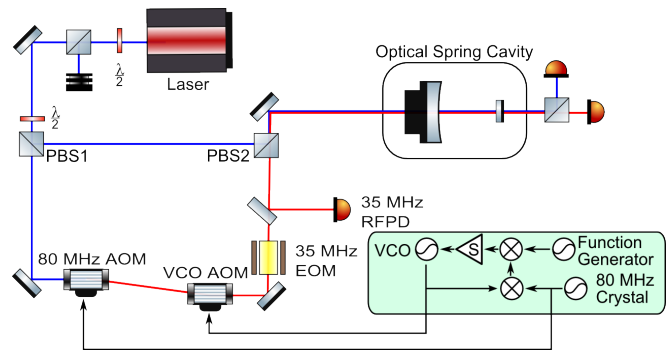 Laser
λ
2
λ
2
Optical Spring Cavity
PBS1
PBS2
35 MHz
RFPD
35 MHz
EOM
80 MHz AOM
VCO AOM
VCO
S
Function
Generator
80 MHz
Crystal